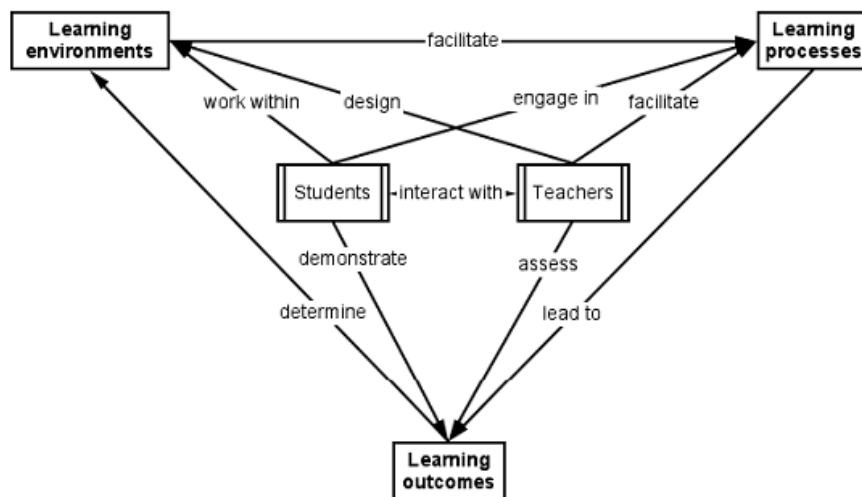 Learning
environments
facilitate
Learning
processes
work within
design
engage in
facilitate
Students
interact with
Teachers
demonstrate
assess
determine
lead to
Learning
outcomes